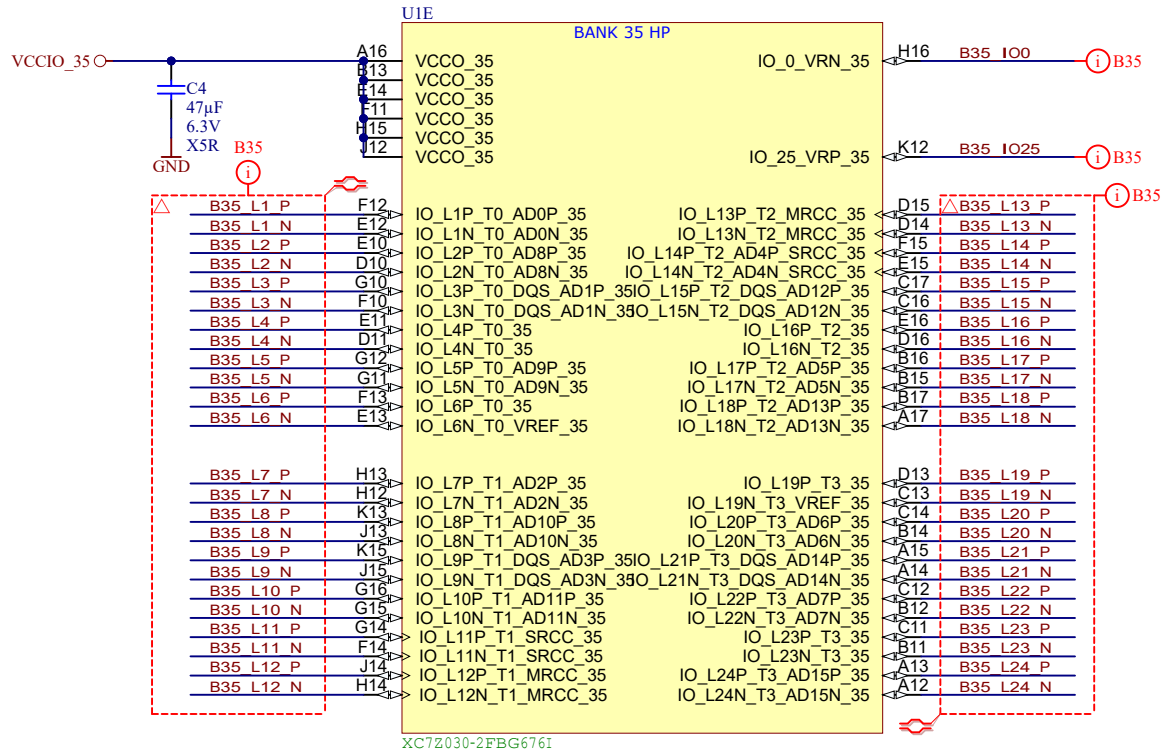 U1E
BANK 35 HP
VCCIO_35 A16 VCCO_35 IO_0_VRN_35 H16 B35_IO0 i B35
B13 VCCO_35
C4 E14 VCCO_35
47µF F11 VCCO_35
6.3V H15 VCCO_35
X5R J12 VCCO_35 IO_25_VRP_35 K12 B35_IO25 i B35
GND
B35 i
i B35
B35_L1_P F12 IO_L1P_T0_AD0P_35 IO_L13P_T2_MRCC_35 D15 B35_L13_P
B35_L1_N E12 IO_L1N_T0_AD0N_35 IO_L13N_T2_MRCC_35 D14 B35_L13_N
B35_L2_P E10 IO_L2P_T0_AD8P_35 IO_L14P_T2_AD4P_SRCC_35 F15 B35_L14_P
B35_L2_N D10 IO_L2N_T0_AD8N_35 IO_L14N_T2_AD4N_SRCC_35 E15 B35_L14_N
B35_L3_P G10 IO_L3P_T0_DQS_AD1P_35 IO_L15P_T2_DQS_AD12P_35 C17 B35_L15_P
B35_L3_N F10 IO_L3N_T0_DQS_AD1N_35 IO_L15N_T2_DQS_AD12N_35 C16 B35_L15_N
B35_L4_P E11 IO_L4P_T0_35 IO_L16P_T2_35 E16 B35_L16_P
B35_L4_N D11 IO_L4N_T0_35 IO_L16N_T2_35 D16 B35_L16_N
B35_L5_P G12 IO_L5P_T0_AD9P_35 IO_L17P_T2_AD5P_35 B16 B35_L17_P
B35_L5_N G11 IO_L5N_T0_AD9N_35 IO_L17N_T2_AD5N_35 B15 B35_L17_N
B35_L6_P F13 IO_L6P_T0_35 IO_L18P_T2_AD13P_35 B17 B35_L18_P
B35_L6_N E13 IO_L6N_T0_VREF_35 IO_L18N_T2_AD13N_35 A17 B35_L18_N
B35_L7_P H13 IO_L7P_T1_AD2P_35 IO_L19P_T3_35 D13 B35_L19_P
B35_L7_N H12 IO_L7N_T1_AD2N_35 IO_L19N_T3_VREF_35 C13 B35_L19_N
B35_L8_P K13 IO_L8P_T1_AD10P_35 IO_L20P_T3_AD6P_35 C14 B35_L20_P
B35_L8_N J13 IO_L8N_T1_AD10N_35 IO_L20N_T3_AD6N_35 B14 B35_L20_N
B35_L9_P K15 IO_L9P_T1_DQS_AD3P_35 IO_L21P_T3_DQS_AD14P_35 A15 B35_L21_P
B35_L9_N J15 IO_L9N_T1_DQS_AD3N_35 IO_L21N_T3_DQS_AD14N_35 A14 B35_L21_N
B35_L10_P G16 IO_L10P_T1_AD11P_35 IO_L22P_T3_AD7P_35 C12 B35_L22_P
B35_L10_N G15 IO_L10N_T1_AD11N_35 IO_L22N_T3_AD7N_35 B12 B35_L22_N
B35_L11_P G14 IO_L11P_T1_SRCC_35 IO_L23P_T3_35 C11 B35_L23_P
B35_L11_N F14 IO_L11N_T1_SRCC_35 IO_L23N_T3_35 B11 B35_L23_N
B35_L12_P J14 IO_L12P_T1_MRCC_35 IO_L24P_T3_AD15P_35 A13 B35_L24_P
B35_L12_N H14 IO_L12N_T1_MRCC_35 IO_L24N_T3_AD15N_35 A12 B35_L24_N
XC7Z030-2FBG676I